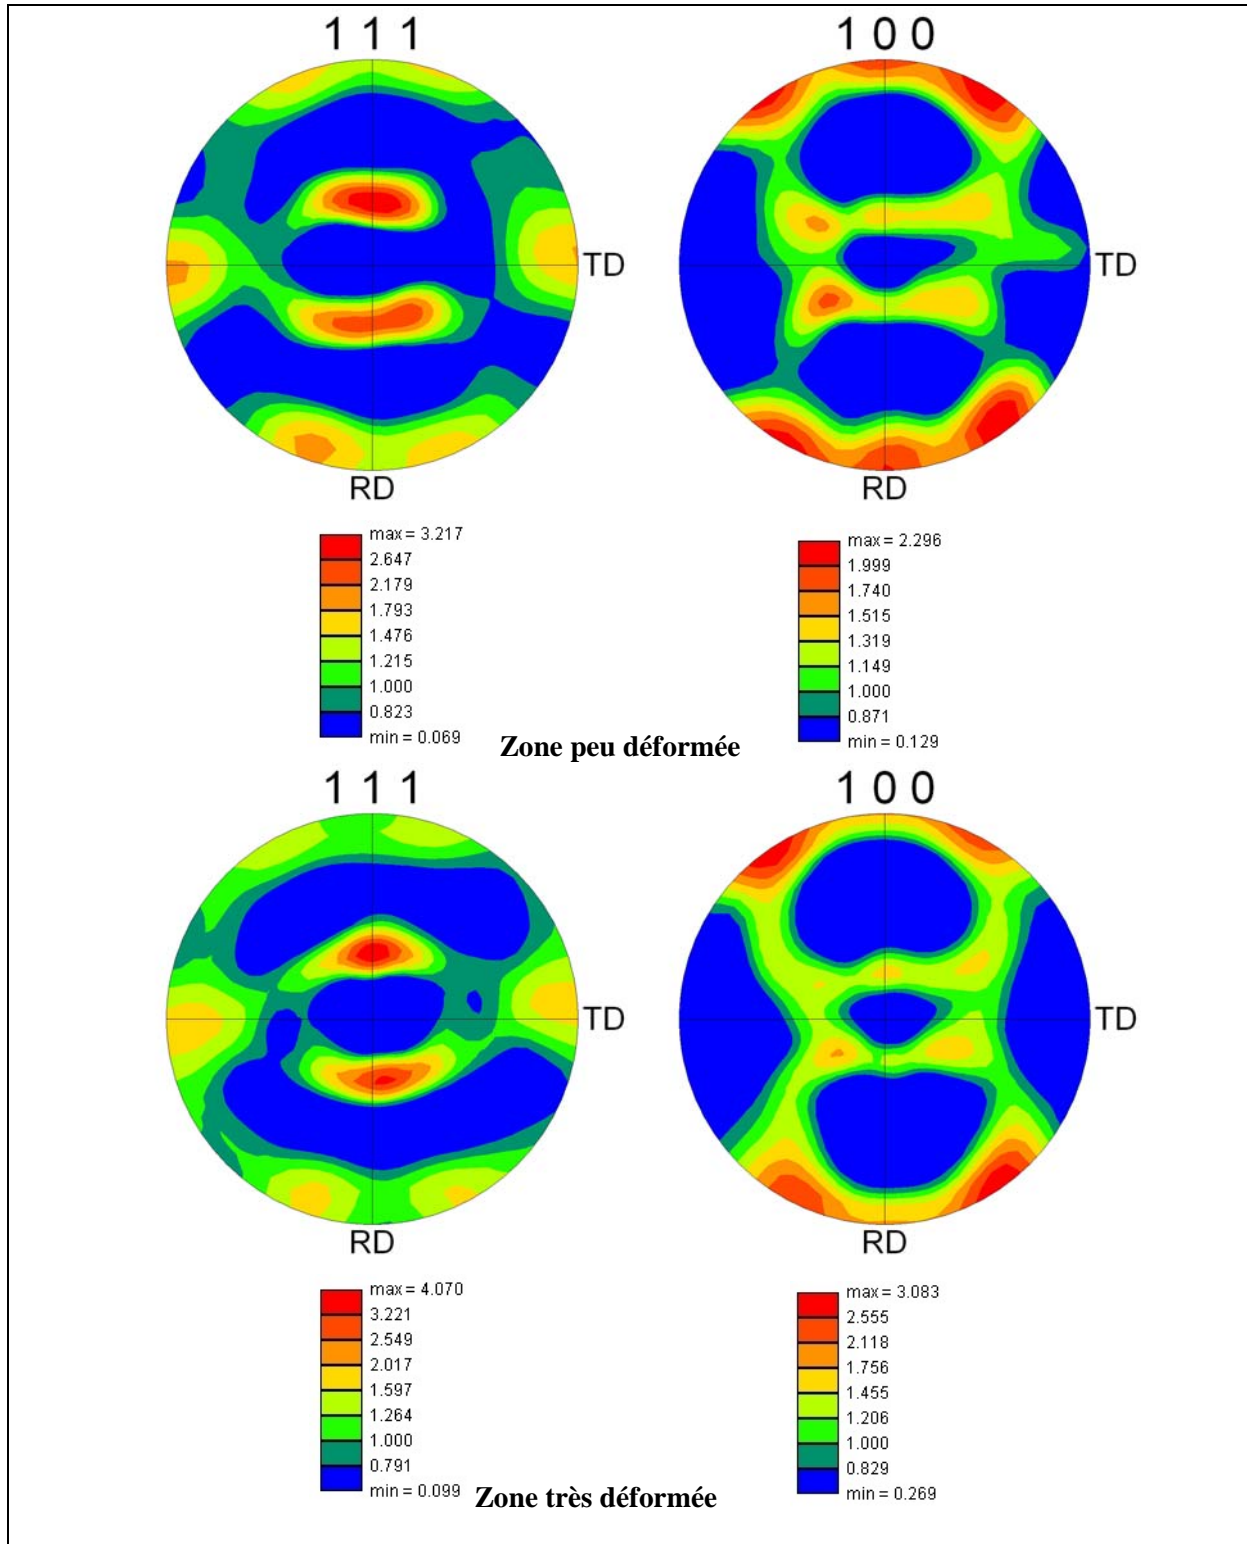 1 1 1
1 0 0
TD
TD
RD
RD
max = 3.217
2.647
2.179
1.793
1.476
1.215
1.000
0.823
min = 0.069
max = 2.296
1.999
1.740
1.515
1.319
1.149
1.000
0.871
min = 0.129
Zone peu déformée
1 1 1
1 0 0
TD
TD
RD
RD
max = 4.070
3.221
2.549
2.017
1.597
1.264
1.000
0.791
min = 0.099
max = 3.083
2.555
2.118
1.756
1.455
1.206
1.000
0.829
min = 0.269
Zone très déformée